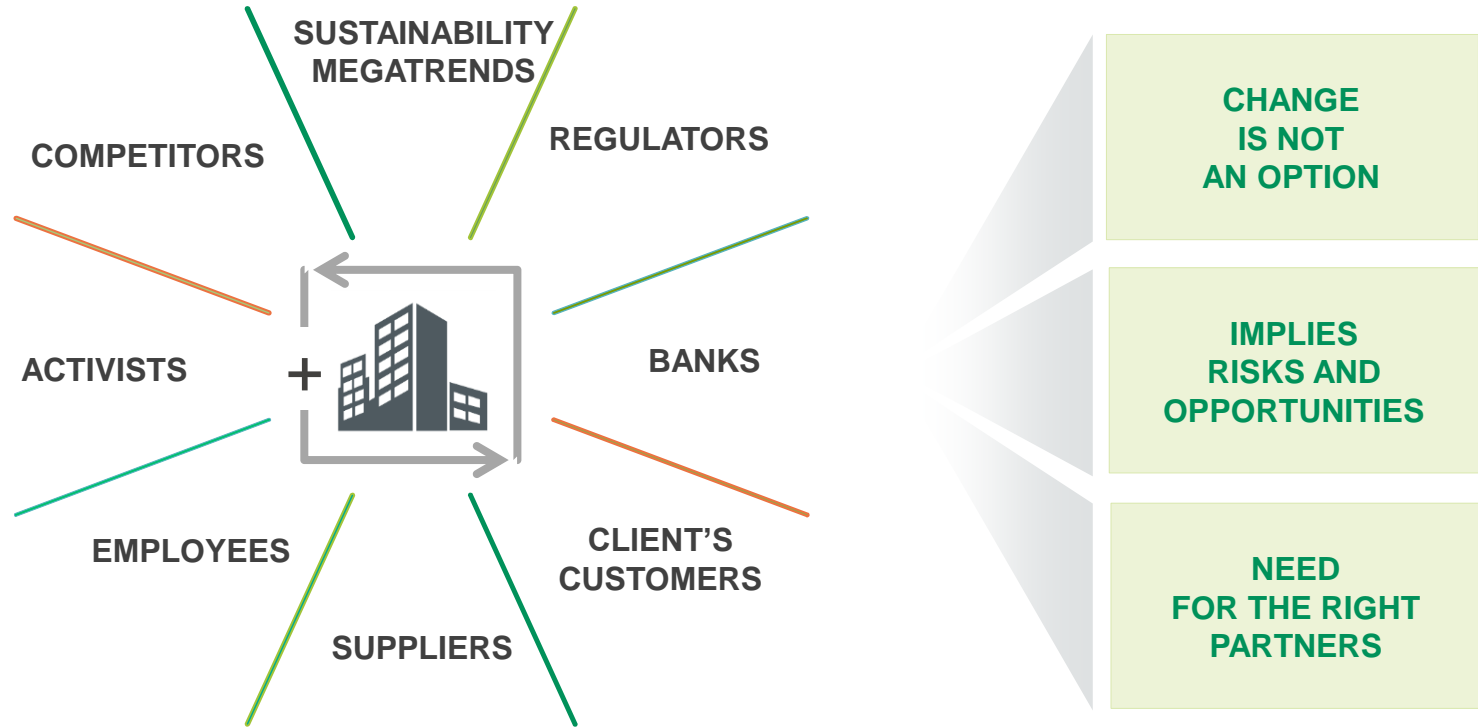 SUSTAINABILITY
MEGATRENDS
REGULATORS
COMPETITORS
ACTIVISTS
+
BANKS
EMPLOYEES
CLIENT’S
CUSTOMERS
SUPPLIERS
CHANGE
IS NOT
AN OPTION
IMPLIES
RISKS AND
OPPORTUNITIES
NEED
FOR THE RIGHT
PARTNERS